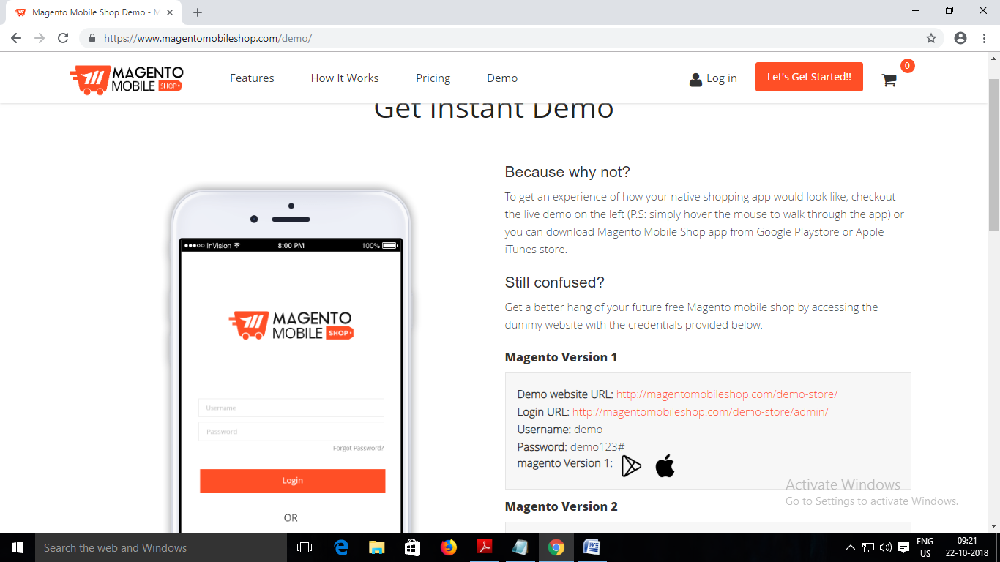 Magento Mobile Shop Demo - M
https://www.magentomobileshop.com/demo/
MAGENTO
MOBILE SHOP
Features
How It Works
Pricing
Demo
Log in
Let's Get Started!!
0
Get Instant Demo
InVision
8:00 PM
100%
MAGENTO
MOBILE SHOP
Username
Password
Forgot Password?
Login
OR
Because why not?
To get an experience of how your native shopping app would look like, checkout
the live demo on the left (P.S: simply hover the mouse to walk through the app) or
you can download Magento Mobile Shop app from Google Playstore or Apple
iTunes store.
Still confused?
Get a better hang of your future free Magento mobile shop by accessing the
dummy website with the credentials provided below.
Magento Version 1
Demo website URL: http://magentomobileshop.com/demo-store/
Login URL: http://magentomobileshop.com/demo-store/admin/
Username: demo
Password: demo123#
magento Version 1:
Magento Version 2
Activate Windows
Go to Settings to activate Windows.
Search the web and Windows
ENG
US
09:21
22-10-2018